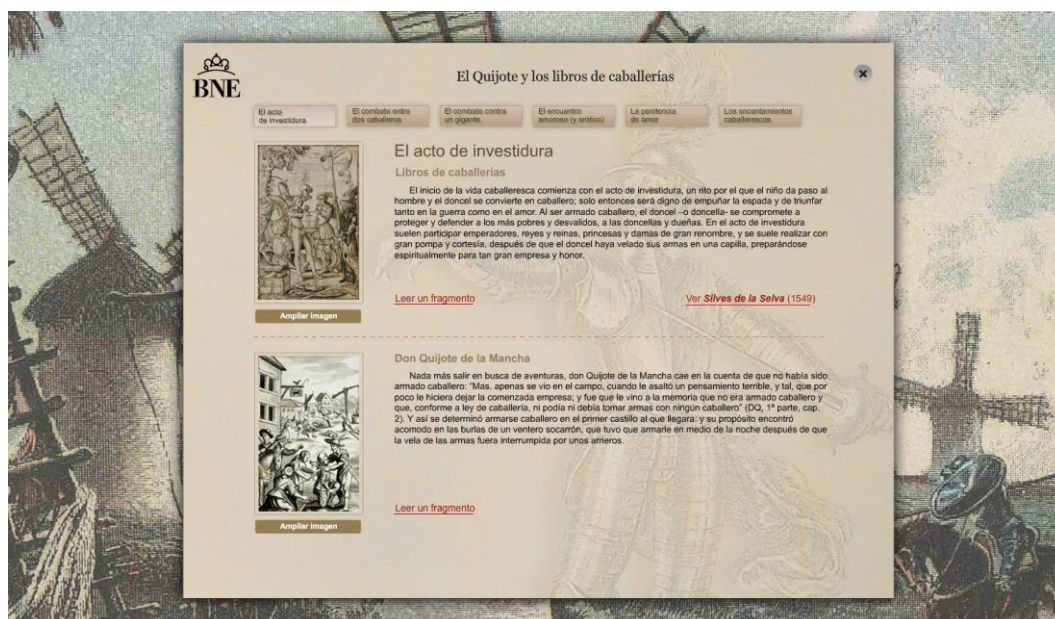 BNE
El Quijote y los libros de caballerías
×
El acto
de investidura
El combate entre
dos caballeros
El combate contra
un gigante
El encuentro
amoroso (y erótico)
La penitencia
de amor
Los encantamientos
caballerescos
El acto de investidura
Libros de caballerías
El inicio de la vida caballeresca comienza con el acto de investidura, un rito por el que el niño da paso al
hombre y el doncel se convierte en caballero; solo entonces será digno de empuñar la espada y de triunfar
tanto en la guerra como en el amor. Al ser armado caballero, el doncel –o doncella- se compromete a
proteger y defender a los más pobres y desvalidos, a las doncellas y dueñas. En el acto de investidura
suelen participar emperadores, reyes y reinas, princesas y damas de gran renombre, y se suele realizar con
gran pompa y cortesía, después de que el doncel haya velado sus armas en una capilla, preparándose
espiritualmente para tan gran empresa y honor.
Leer un fragmento
Ver Silves de la Selva (1549)
Ampliar imagen
Don Quijote de la Mancha
Nada más salir en busca de aventuras, don Quijote de la Mancha cae en la cuenta de que no había sido
armado caballero: “Mas, apenas se vio en el campo, cuando le asaltó un pensamiento terrible, y tal, que por
poco le hiciera dejar la comenzada empresa; y fue que le vino a la memoria que no era armado caballero y
que, conforme a ley de caballería, ni podía ni debía tomar armas con ningún caballero” (DQ, 1ª parte, cap.
2). Y así se determinó armarse caballero en el primer castillo al que llegara: y su propósito encontró
acomodo en las burlas de un ventero socarrón, que tuvo que armarle en medio de la noche después de que
la vela de las armas fuera interrumpida por unos arrieros.
Leer un fragmento
Ampliar imagen